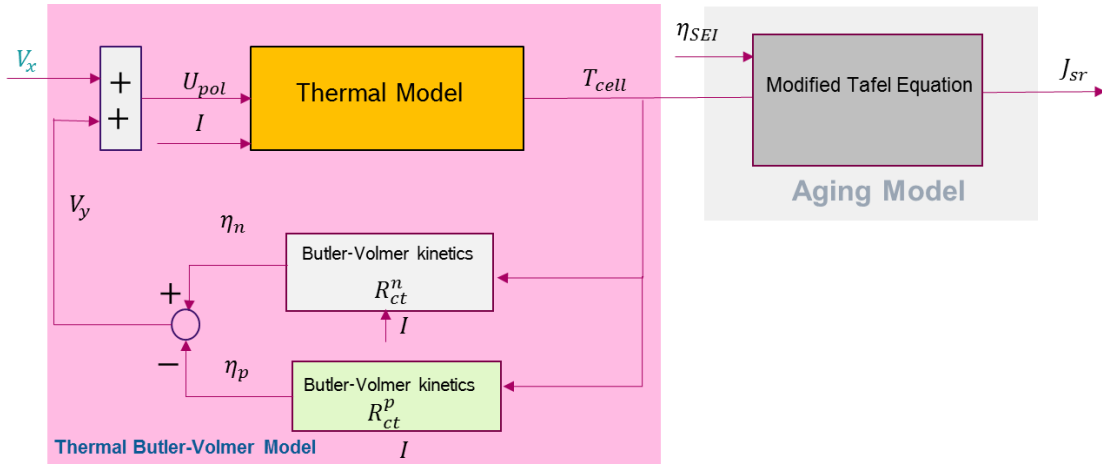 V_x
+
+
U_pol
I
Thermal Model
T_cell
η_SEI
Modified Tafel Equation
J_sr
Aging Model
V_y
η_n
Butler-Volmer kinetics
R_ct^n
I
+
−
η_p
Butler-Volmer kinetics
R_ct^p
I
Thermal Butler-Volmer Model